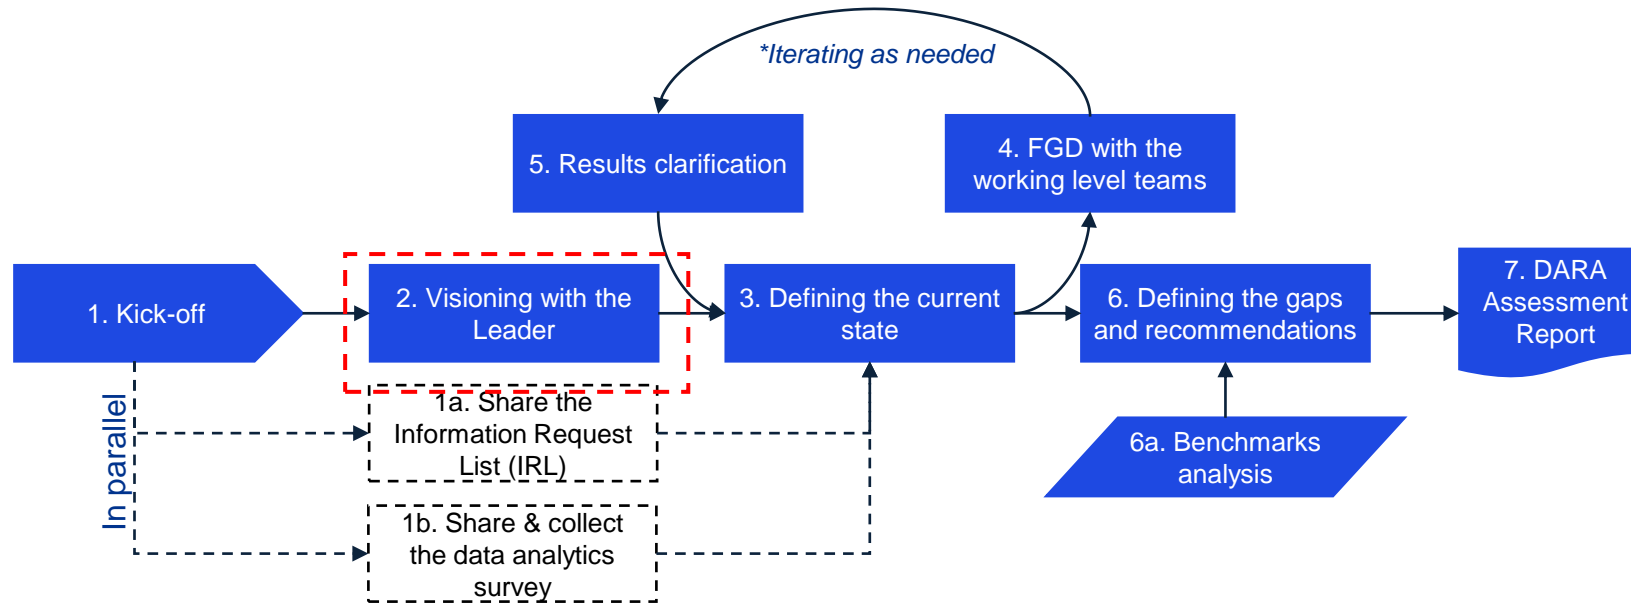 *Iterating as needed
5. Results clarification
4. FGD with the
working level teams
1. Kick-off
2. Visioning with the
Leader
3. Defining the current
state
6. Defining the gaps
and recommendations
7. DARA
Assessment
Report
In parallel
1a. Share the
Information Request
List (IRL)
6a. Benchmarks
analysis
1b. Share & collect
the data analytics
survey